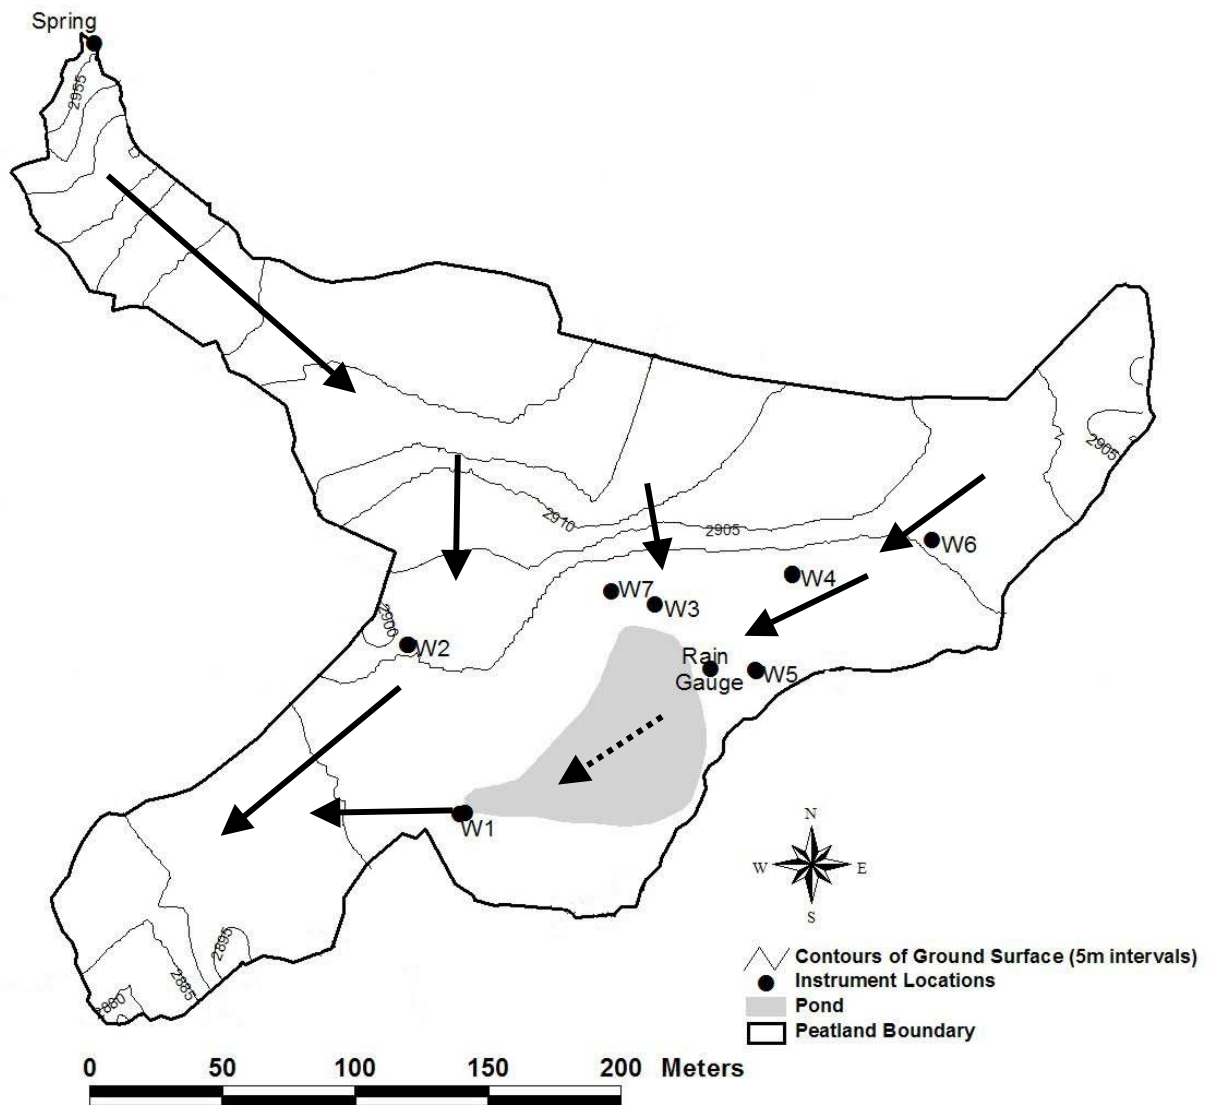 Spring
2955
2910
2905
2905
W6
W4
W7
W3
2900
W2
Rain
Gauge
W5
W1
N
W
E
S
2895
2885
2880
Contours of Ground Surface (5m intervals)
Instrument Locations
Pond
Peatland Boundary
0 50 100 150 200 Meters